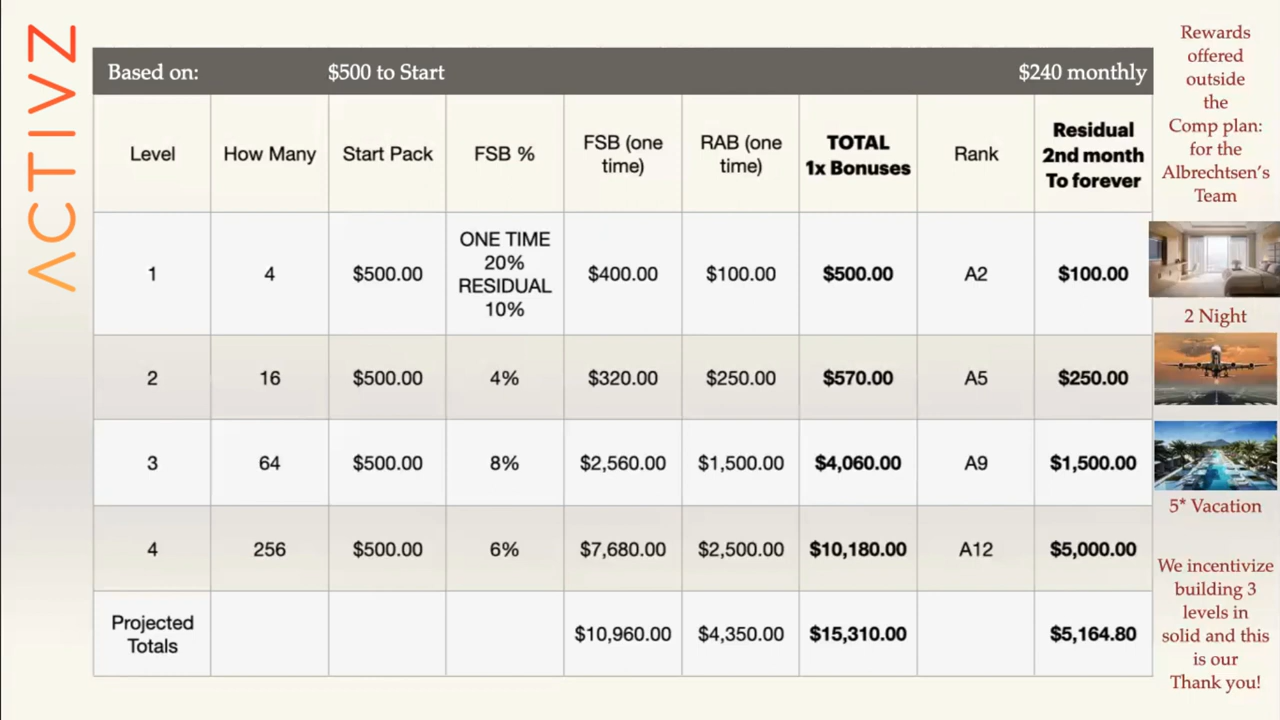 ACTIVZ
Based on: $500 to Start $240 monthly
Level How Many Start Pack FSB % FSB (one time) RAB (one time) TOTAL 1x Bonuses Rank Residual 2nd month To forever
1 4 $500.00 ONE TIME 20% RESIDUAL 10% $400.00 $100.00 $500.00 A2 $100.00
2 16 $500.00 4% $320.00 $250.00 $570.00 A5 $250.00
3 64 $500.00 8% $2,560.00 $1,500.00 $4,060.00 A9 $1,500.00
4 256 $500.00 6% $7,680.00 $2,500.00 $10,180.00 A12 $5,000.00
Projected Totals $10,960.00 $4,350.00 $15,310.00 $5,164.80
Rewards
offered
outside
the
Comp plan:
for the
Albrechtsen's
Team
2 Night
5* Vacation
We incentivize
building 3
levels in
solid and this
is our
Thank you!